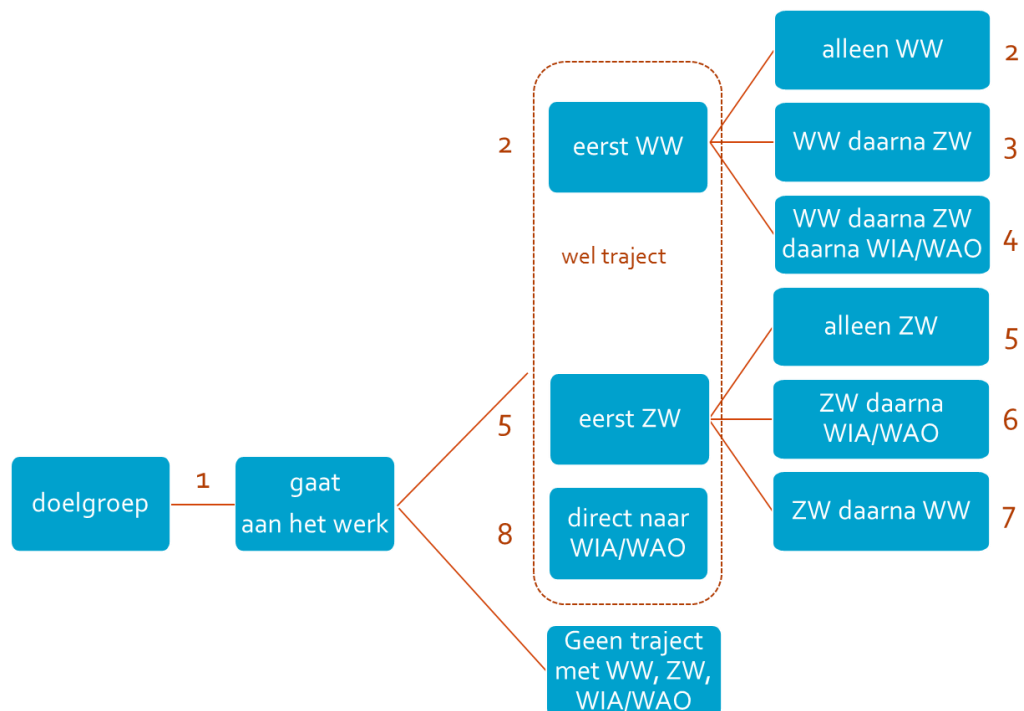 doelgroep
1
gaat
aan het werk
2
eerst WW
wel traject
5
eerst ZW
8
direct naar
WIA/WAO
Geen traject
met WW, ZW,
WIA/WAO
alleen WW
2
WW daarna ZW
3
WW daarna ZW
daarna WIA/WAO
4
alleen ZW
5
ZW daarna
WIA/WAO
6
ZW daarna WW
7